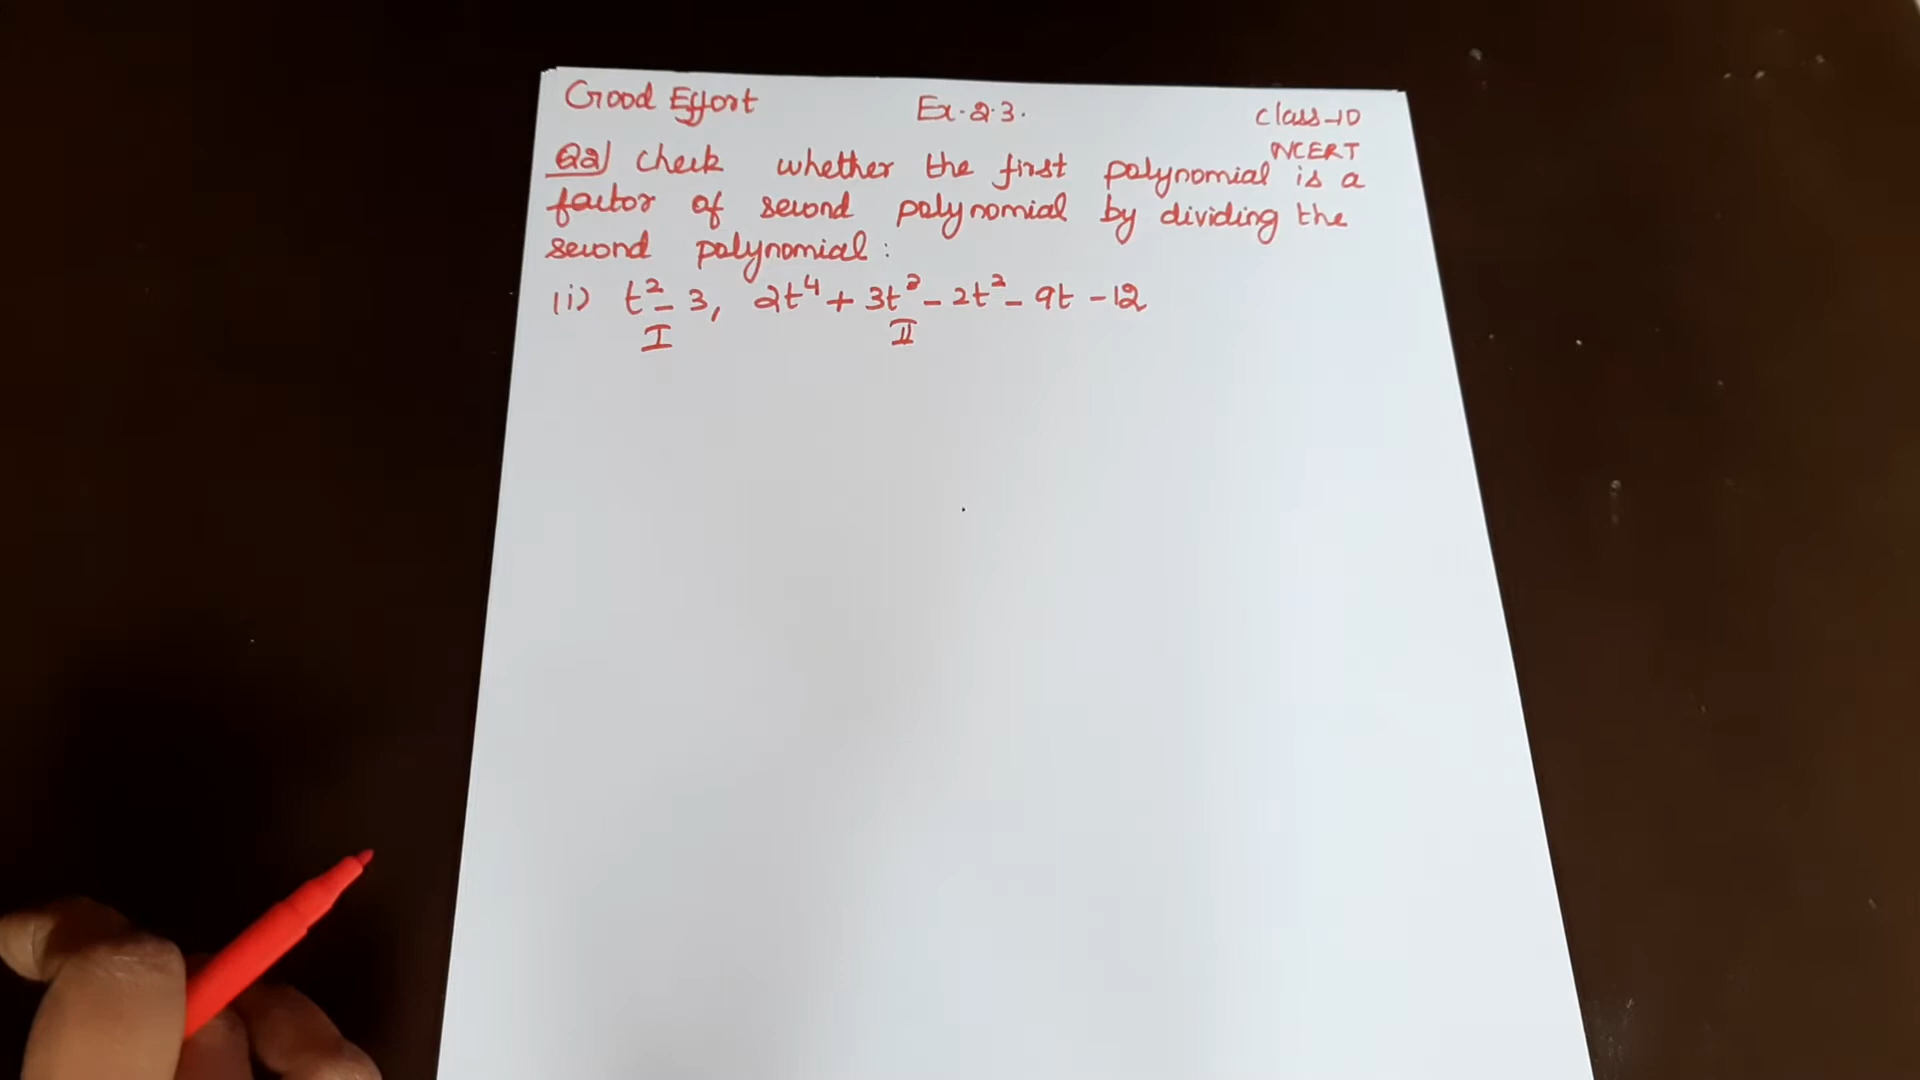 Good Effort Ex. 2.3. Class-10
NCERT
Q2) Check whether the first polynomial is a
factor of second polynomial by dividing the
second polynomial:
(i) t² - 3, 2t⁴ + 3t³ - 2t² - 9t - 12
I II